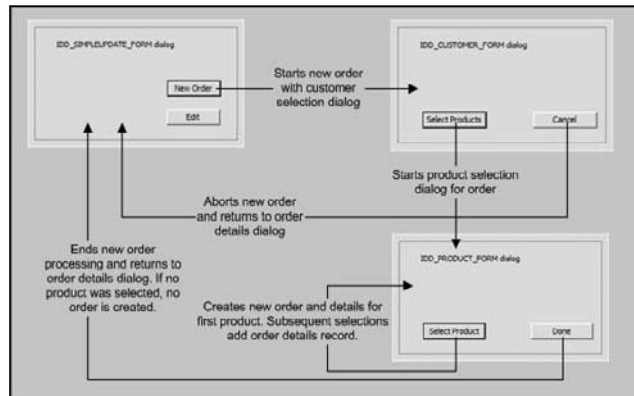 IDD_SIMPLEUPDATE_FORM dialog
New Order
Edit
Starts new order
with customer
selection dialog
IDD_CUSTOMER_FORM dialog
Select Products
Cancel
Starts product selection
dialog for order
Aborts new order
and returns to order
details dialog
Ends new order
processing and returns to
order details dialog. If no
product was selected, no
order is created.
IDD_PRODUCT_FORM dialog
Creates new order and details for
first product. Subsequent selections
add order details record.
Select Product
Done